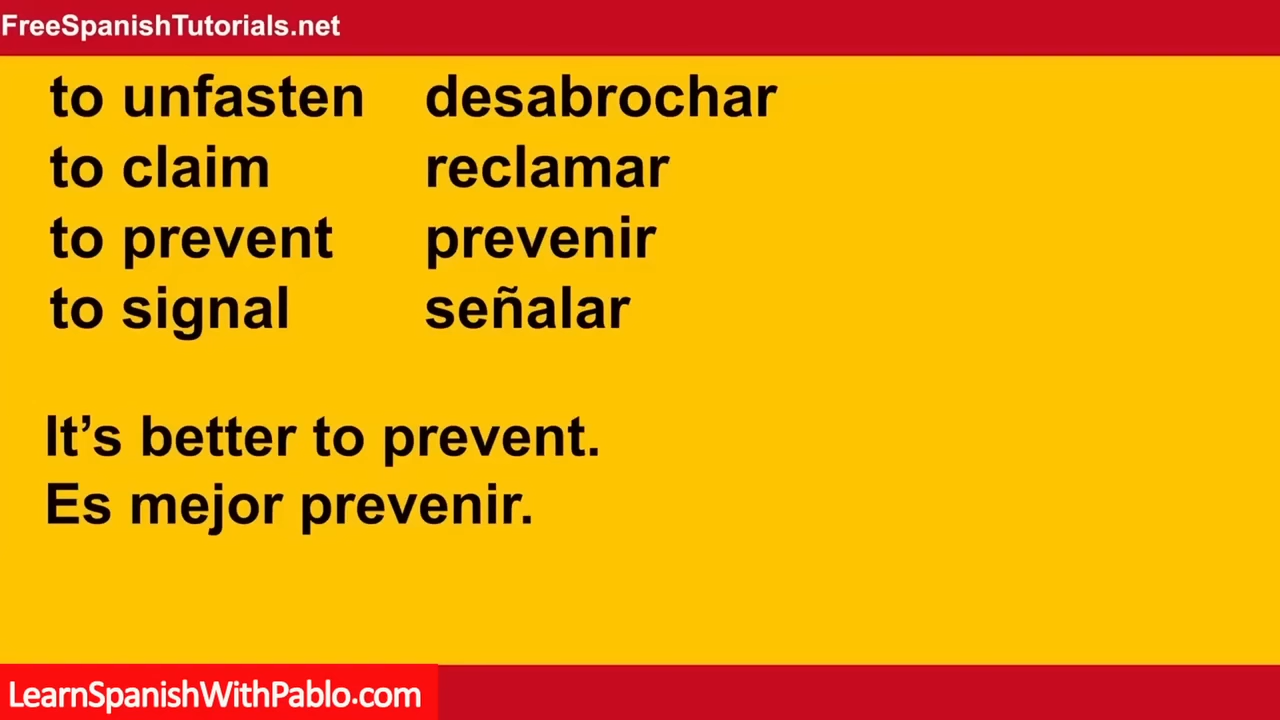 FreeSpanishTutorials.net
to unfasten desabrochar
to claim reclamar
to prevent prevenir
to signal señalar
It’s better to prevent.
Es mejor prevenir.
LearnSpanishWithPablo.com